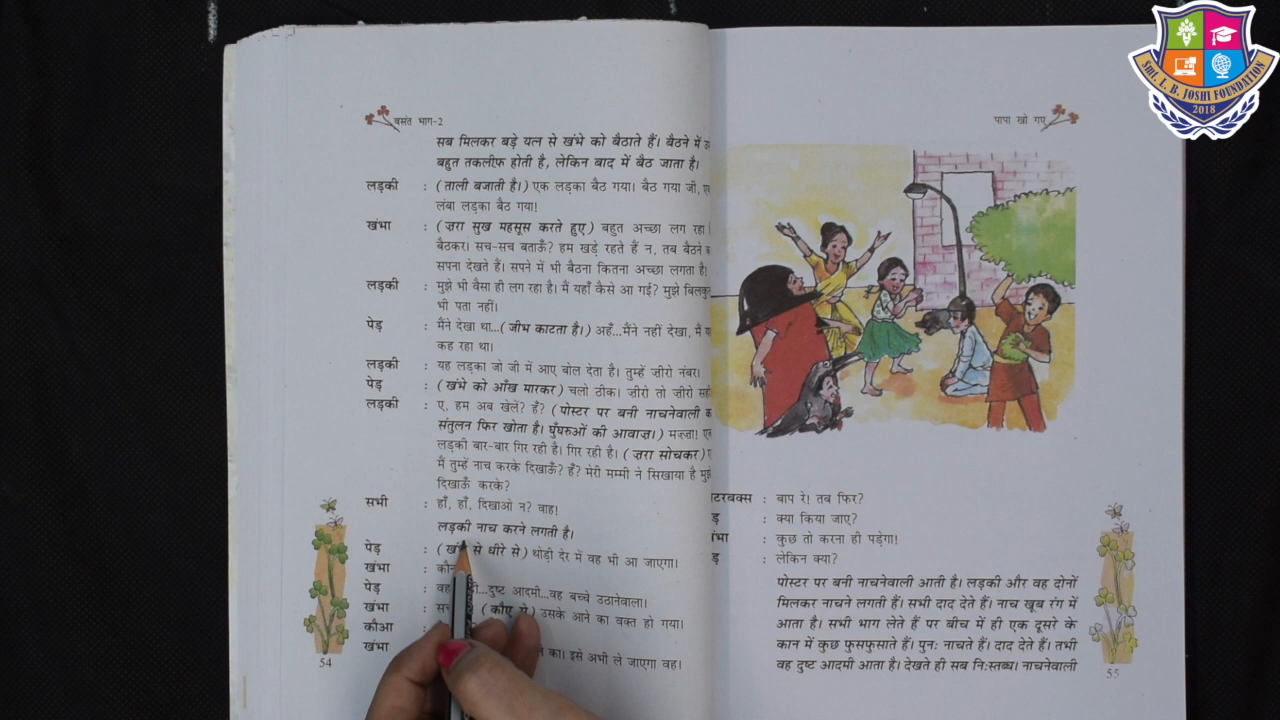 वसंत भाग-2
सब मिलकर बड़े यत्न से खंभे को बैठाते हैं। बैठने में
बहुत तकलीफ़ होती है, लेकिन बाद में बैठ जाता है।
लड़की : (ताली बजाती है।) एक लड़का बैठ गया। बैठ गया जी,
लंबा लड़का बैठ गया!
खंभा : (ज़रा सुख महसूस करते हुए) बहुत अच्छा लग रहा
बैठकर। सच-सच बताऊँ? हम खड़े रहते हैं न, तब बैठने
सपना देखते हैं। सपने में भी बैठना कितना अच्छा लगता है!
लड़की : मुझे भी वैसा ही लग रहा है। मैं यहाँ कैसे आ गई? मुझे
भी पता नहीं।
पेड़ : मैंने देखा था...(जीभ काटता है।) अहँ...मैंने नहीं देखा, मैं
कह रहा था।
लड़की : यह लड़का जो जी में आए बोल देता है। तुम्हें ज़ीरो नंबर।
पेड़ : (खंभे को आँख मारकर) चलो ठीक। ज़ीरो तो ज़ीरो
लड़की : ए, हम अब खेलें? हँ? (पोस्टर पर बनी नाचनेवाली
संतुलन फिर खोता है। घुँघरुओं की आवाज़।) मज़्ज़ा!
लड़की बार-बार गिर रही है। गिर रही है। (ज़रा सोचकर)
मैं तुम्हें नाच करके दिखाऊँ? हँ? मेरी मम्मी ने सिखाया है
दिखाऊँ करके?
सभी : हाँ, हाँ, दिखाओ न? वाह!
लड़की नाच करने लगती है।
पेड़ : से धीरे से) थोड़ी देर में वह भी आ जाएगा।
खंभा :
पेड़ : ...दुष्ट आदमी...वह बच्चे उठानेवाला।
खंभा : (कौए से) उसके आने का वक्त हो गया।
कौआ :
खंभा : का। इसे अभी ले जाएगा वह।
54
पापा खो गए
: बाप रे! तब फिर?
: क्या किया जाए?
: कुछ तो करना ही पड़ेगा!
: लेकिन क्या?
पोस्टर पर बनी नाचनेवाली आती है। लड़की और वह दोनों
मिलकर नाचने लगती हैं। सभी दाद देते हैं। नाच खूब रंग में
आता है। सभी भाग लेते हैं पर बीच में ही एक दूसरे के
कान में कुछ फुसफुसाते हैं। पुनः नाचते हैं। दाद देते हैं। तभी
वह दुष्ट आदमी आता है। देखते ही सब निःस्तब्ध। नाचनेवाली
55
Smt. L. B. JOSHI FOUNDATION
2018